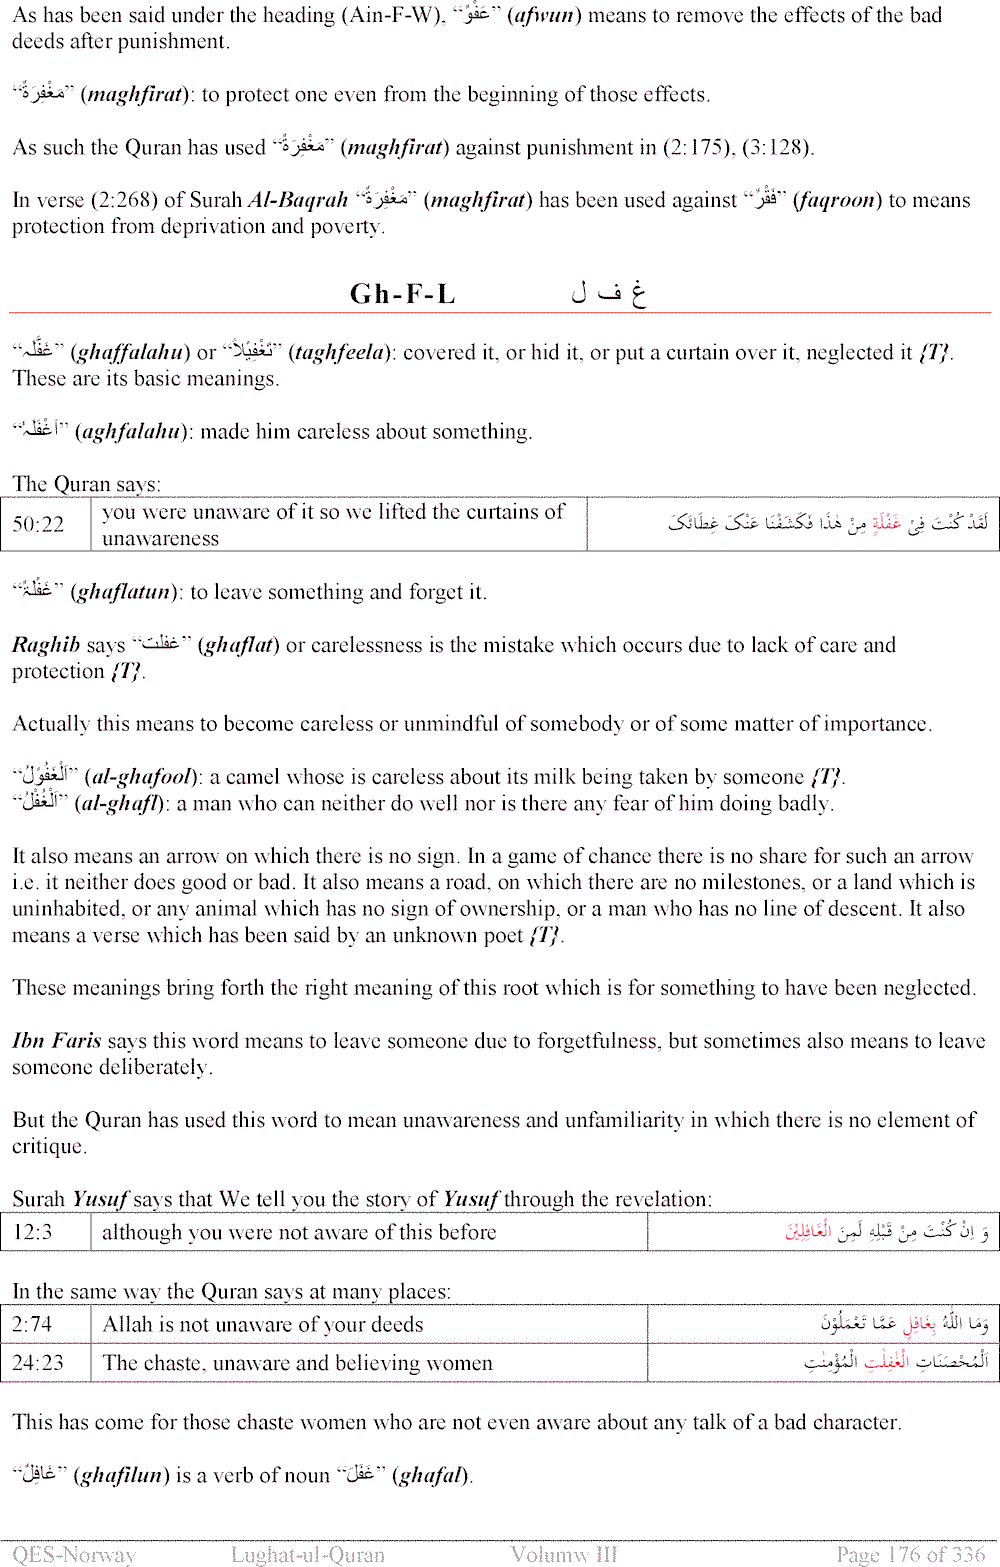 As has been said under the heading (Ain-F-W), “عَفْوٌ” (afwun) means to remove the effects of the bad
deeds after punishment.
“مَغْفِرَةٌ” (maghfirat): to protect one even from the beginning of those effects.
As such the Quran has used “مَغْفِرَةٌ” (maghfirat) against punishment in (2:175), (3:128).
In verse (2:268) of Surah Al-Baqrah “مَغْفِرَةٌ” (maghfirat) has been used against “فَقْرٌ” (faqroon) to means
protection from deprivation and poverty.
Gh-F-L غ ف ل
“غَفَّلَہ” (ghaffalahu) or “تَغْفِیْلاً” (taghfeela): covered it, or hid it, or put a curtain over it, neglected it {T}.
These are its basic meanings.
“اَغْفَلَہٗ” (aghfalahu): made him careless about something.
The Quran says:
50:22 you were unaware of it so we lifted the curtains of
unawareness لَقَدْ كُنْتَ فِیْ غَفْلَةٍ مِنْ هٰذَا فَكَشَفْنَا عَنْکَ غِطَائَکَ
“غَفْلَۃٌ” (ghaflatun): to leave something and forget it.
Raghib says “غفلت” (ghaflat) or carelessness is the mistake which occurs due to lack of care and
protection {T}.
Actually this means to become careless or unmindful of somebody or of some matter of importance.
“اَلْغَفُوْلُ” (al-ghafool): a camel whose is careless about its milk being taken by someone {T}.
“اَلْغُفْلُ” (al-ghafl): a man who can neither do well nor is there any fear of him doing badly.
It also means an arrow on which there is no sign. In a game of chance there is no share for such an arrow
i.e. it neither does good or bad. It also means a road, on which there are no milestones, or a land which is
uninhabited, or any animal which has no sign of ownership, or a man who has no line of descent. It also
means a verse which has been said by an unknown poet {T}.
These meanings bring forth the right meaning of this root which is for something to have been neglected.
Ibn Faris says this word means to leave someone due to forgetfulness, but sometimes also means to leave
someone deliberately.
But the Quran has used this word to mean unawareness and unfamiliarity in which there is no element of
critique.
Surah Yusuf says that We tell you the story of Yusuf through the revelation:
12:3 although you were not aware of this before وَ اِنْ كُنْتَ مِنْ قَبْلِهِ لَمِنَ الْغَافِلِيْنَ
In the same way the Quran says at many places:
2:74 Allah is not unaware of your deeds وَمَا اللّٰهُ بِغَافِلٍ عَمَّا تَعْمَلُوْنَ
24:23 The chaste, unaware and believing women اَلْمُحْصَنَاتِ الْغٰفِلٰتِ الْمُؤْمِنٰتِ
This has come for those chaste women who are not even aware about any talk of a bad character.
“غَافِلٌ” (ghafilun) is a verb of noun “غَفَلَ” (ghafal).
QES-Norway Lughat-ul-Quran Volumw III Page 176 of 336